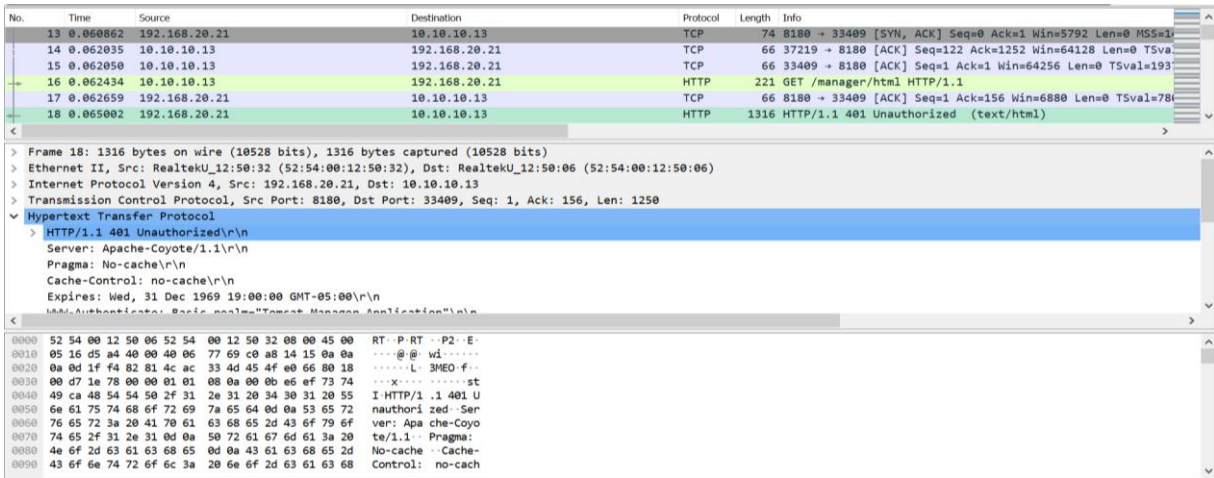 No. Time Source Destination Protocol Length Info
13 0.060862 192.168.20.21 10.10.10.13 TCP 74 8180 → 33409 [SYN, ACK] Seq=0 Ack=1 Win=5792 Len=0
14 0.062035 10.10.10.13 192.168.20.21 TCP 66 37219 → 8180 [ACK] Seq=122 Ack=1252 Win=64128 Len=0
15 0.062050 10.10.10.13 192.168.20.21 TCP 66 33409 → 8180 [ACK] Seq=1 Ack=1 Win=64256 Len=0
16 0.062434 10.10.10.13 192.168.20.21 HTTP 221 GET /manager/html HTTP/1.1
17 0.062659 192.168.20.21 10.10.10.13 TCP 66 8180 → 33409 [ACK] Seq=1 Ack=156 Win=6880 Len=0
18 0.065002 192.168.20.21 10.10.10.13 HTTP 1316 HTTP/1.1 401 Unauthorized (text/html)
Frame 18: 1316 bytes on wire (10528 bits), 1316 bytes captured (10528 bits)
Ethernet II, Src: RealtekU_12:50:32 (52:54:00:12:50:32), Dst: RealtekU_12:50:06 (52:54:00:12:50:06)
Internet Protocol Version 4, Src: 192.168.20.21, Dst: 10.10.10.13
Transmission Control Protocol, Src Port: 8180, Dst Port: 33409, Seq: 1, Ack: 156, Len: 1250
Hypertext Transfer Protocol
HTTP/1.1 401 Unauthorized\r\n
Server: Apache-Coyote/1.1\r\n
Pragma: No-cache\r\n
Cache-Control: no-cache\r\n
Expires: Wed, 31 Dec 1969 19:00:00 GMT-05:00\r\n
WWW-Authenticate: Basic realm="Tomcat Manager Application"\r\n
0000 52 54 00 12 50 06 52 54 00 12 50 32 08 00 45 00 RT··P·RT ··P2··E·
0010 05 16 d5 a4 40 00 40 06 77 69 c0 a8 14 15 0a 0a ····@·@· wi······
0020 0a 0d 1f f4 82 81 4c ac 33 4d 45 4f e0 66 80 18 ······L· 3MEO·f··
0030 00 d7 1e 78 00 00 01 01 08 0a 00 0b e6 ef 73 74 ···x···· ······st
0040 49 ca 48 54 54 50 2f 31 2e 31 20 34 30 31 20 55 I·HTTP/1 .1 401 U
0050 6e 61 75 74 68 6f 72 69 7a 65 64 0d 0a 53 65 72 nauthori zed··Ser
0060 76 65 72 3a 20 41 70 61 63 68 65 2d 43 6f 79 6f ver: Apa che-Coyo
0070 74 65 2f 31 2e 31 0d 0a 50 72 61 67 6d 61 3a 20 te/1.1·· Pragma:
0080 4e 6f 2d 63 61 63 68 65 0d 0a 43 61 63 68 65 2d No-cache ··Cache-
0090 43 6f 6e 74 72 6f 6c 3a 20 6e 6f 2d 63 61 63 68 Control: no-cach